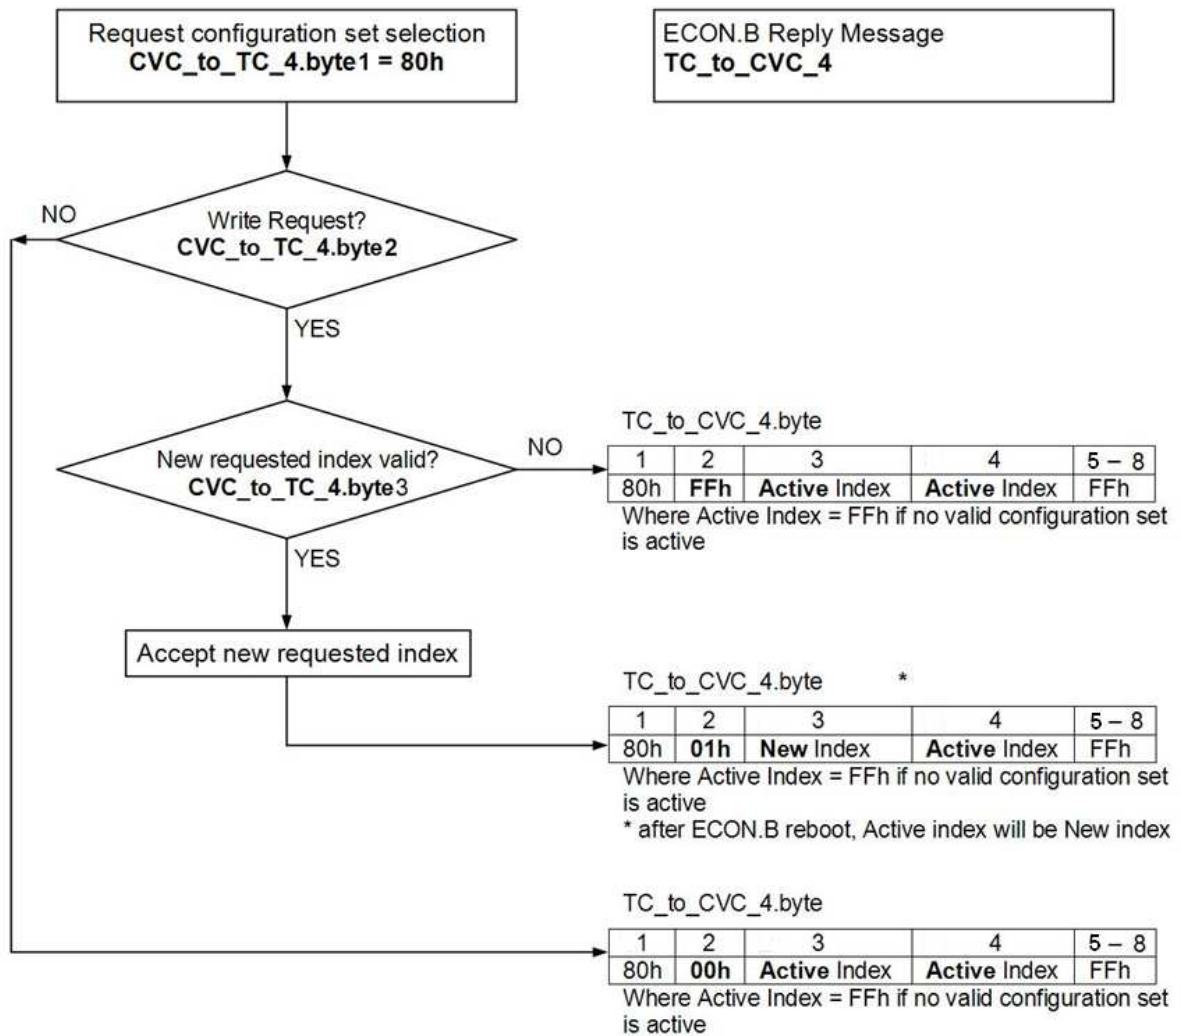 Request configuration set selection
CVC_to_TC_4.byte1 = 80h
ECON.B Reply Message
TC_to_CVC_4
NO
Write Request?
CVC_to_TC_4.byte2
YES
New requested index valid?
CVC_to_TC_4.byte3
NO
TC_to_CVC_4.byte
1 2 3 4 5 – 8
80h FFh Active Index Active Index FFh
Where Active Index = FFh if no valid configuration set
is active
YES
Accept new requested index
TC_to_CVC_4.byte *
1 2 3 4 5 – 8
80h 01h New Index Active Index FFh
Where Active Index = FFh if no valid configuration set
is active
* after ECON.B reboot, Active index will be New index
TC_to_CVC_4.byte
1 2 3 4 5 – 8
80h 00h Active Index Active Index FFh
Where Active Index = FFh if no valid configuration set
is active